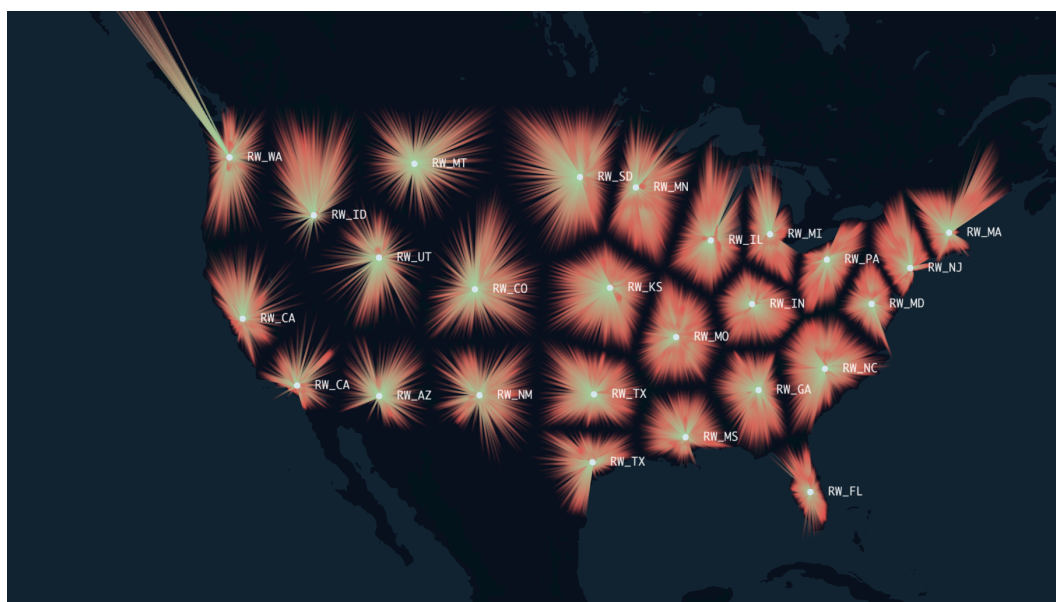 RW_WA
RW_MT
RW_SD
RW_MN
RW_ID
RW_IL
RW_MI
RW_MA
RW_UT
RW_PA
RW_NJ
RW_CO
RW_KS
RW_IN
RW_MD
RW_CA
RW_MO
RW_NC
RW_CA
RW_AZ
RW_NM
RW_TX
RW_GA
RW_MS
RW_TX
RW_FL